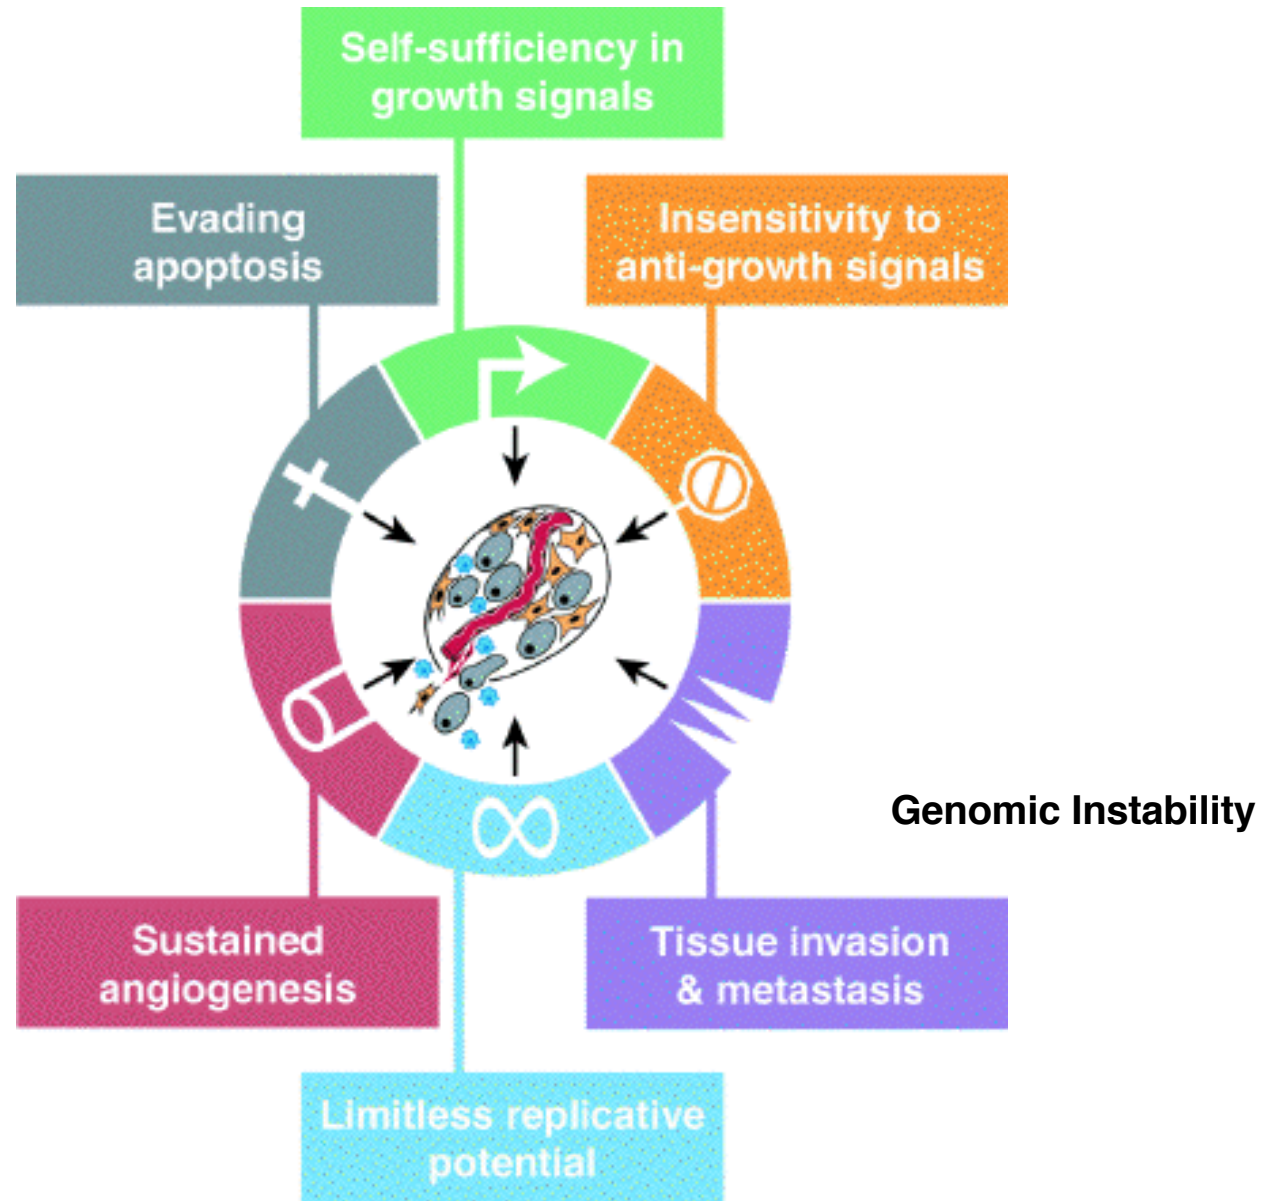 Self-sufficiency in
growth signals
Evading
apoptosis
Insensitivity to
anti-growth signals
Genomic Instability
Sustained
angiogenesis
Tissue invasion
& metastasis
Limitless replicative
potential